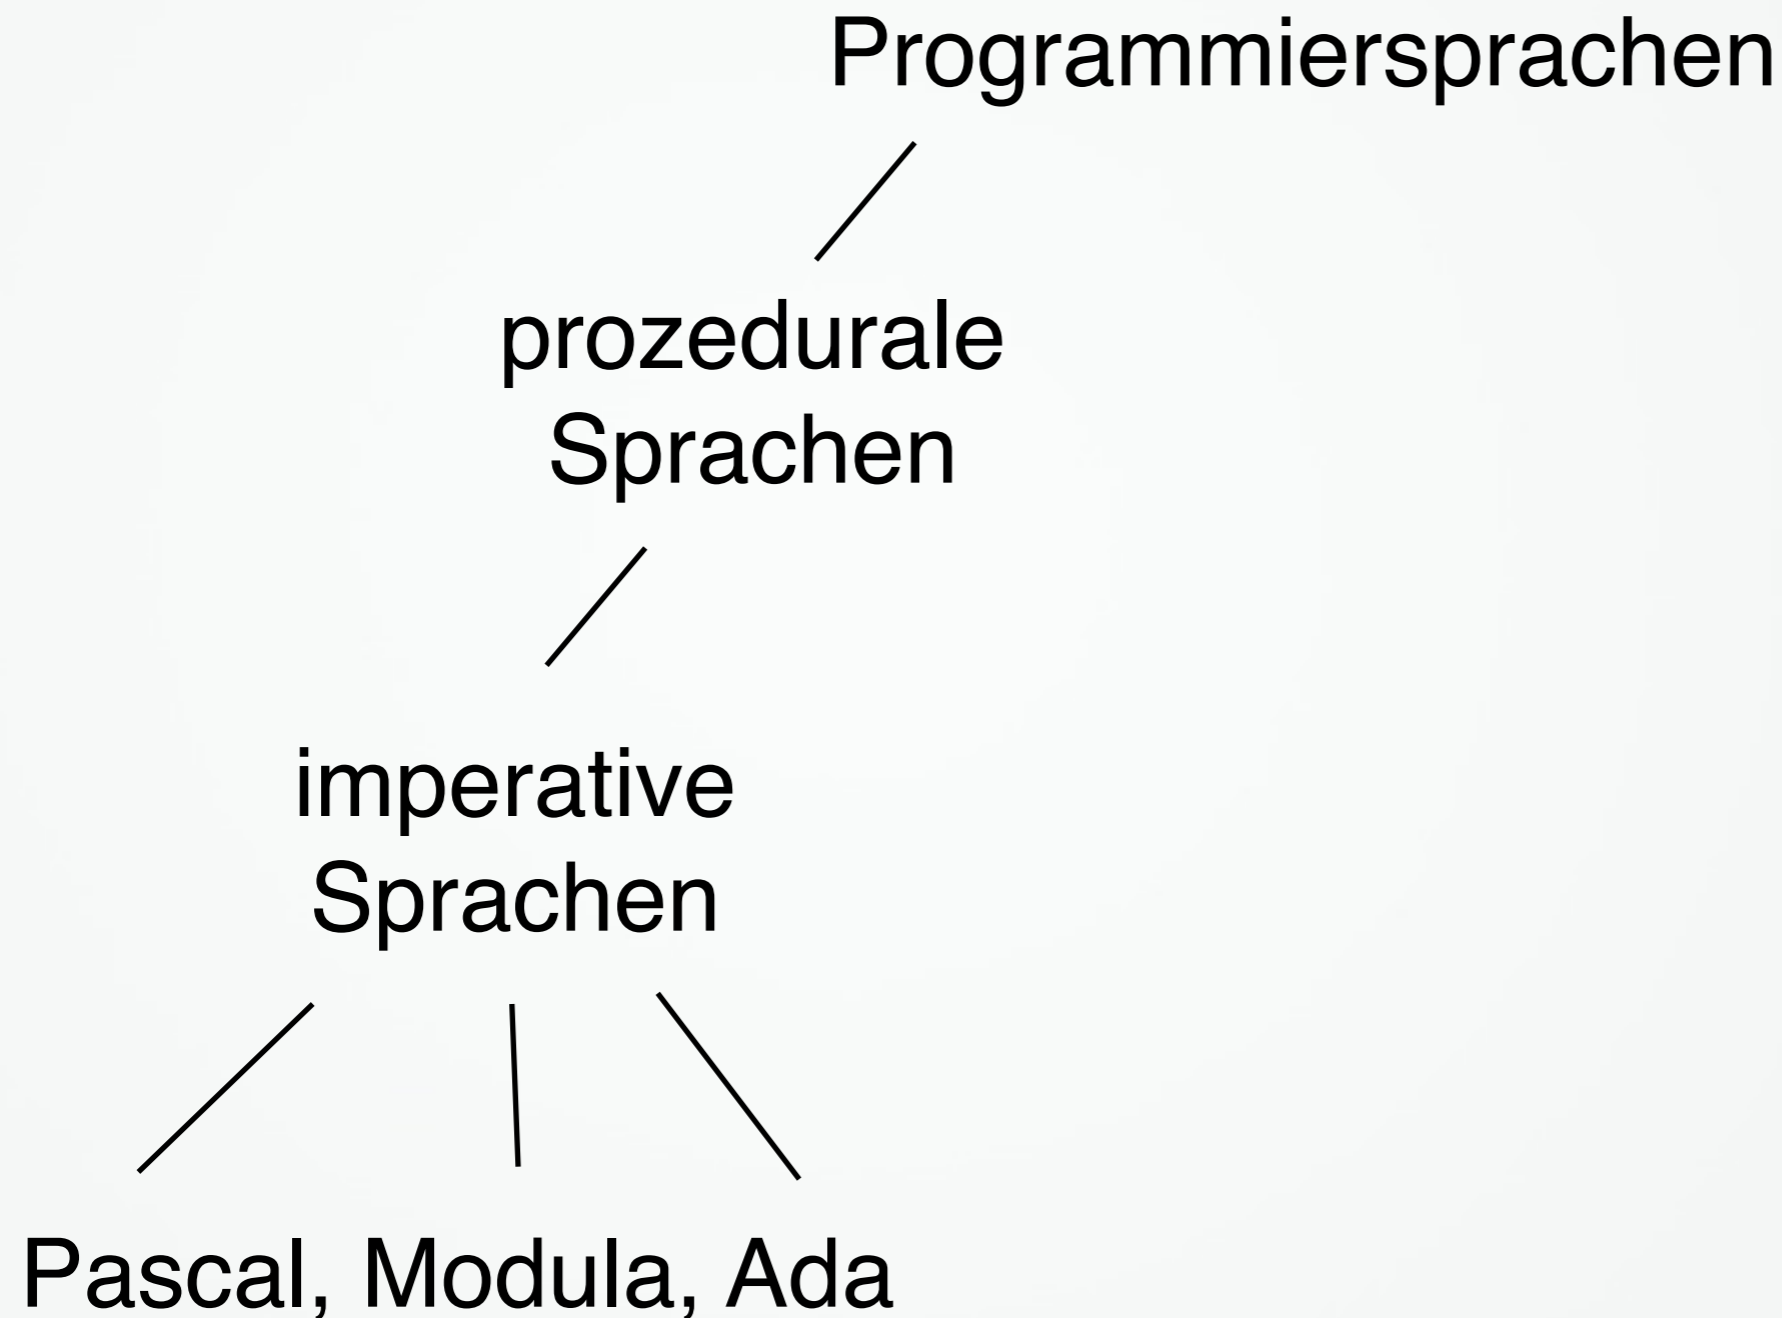 Programmiersprachen
prozedurale
Sprachen
imperative
Sprachen
Pascal, Modula, Ada